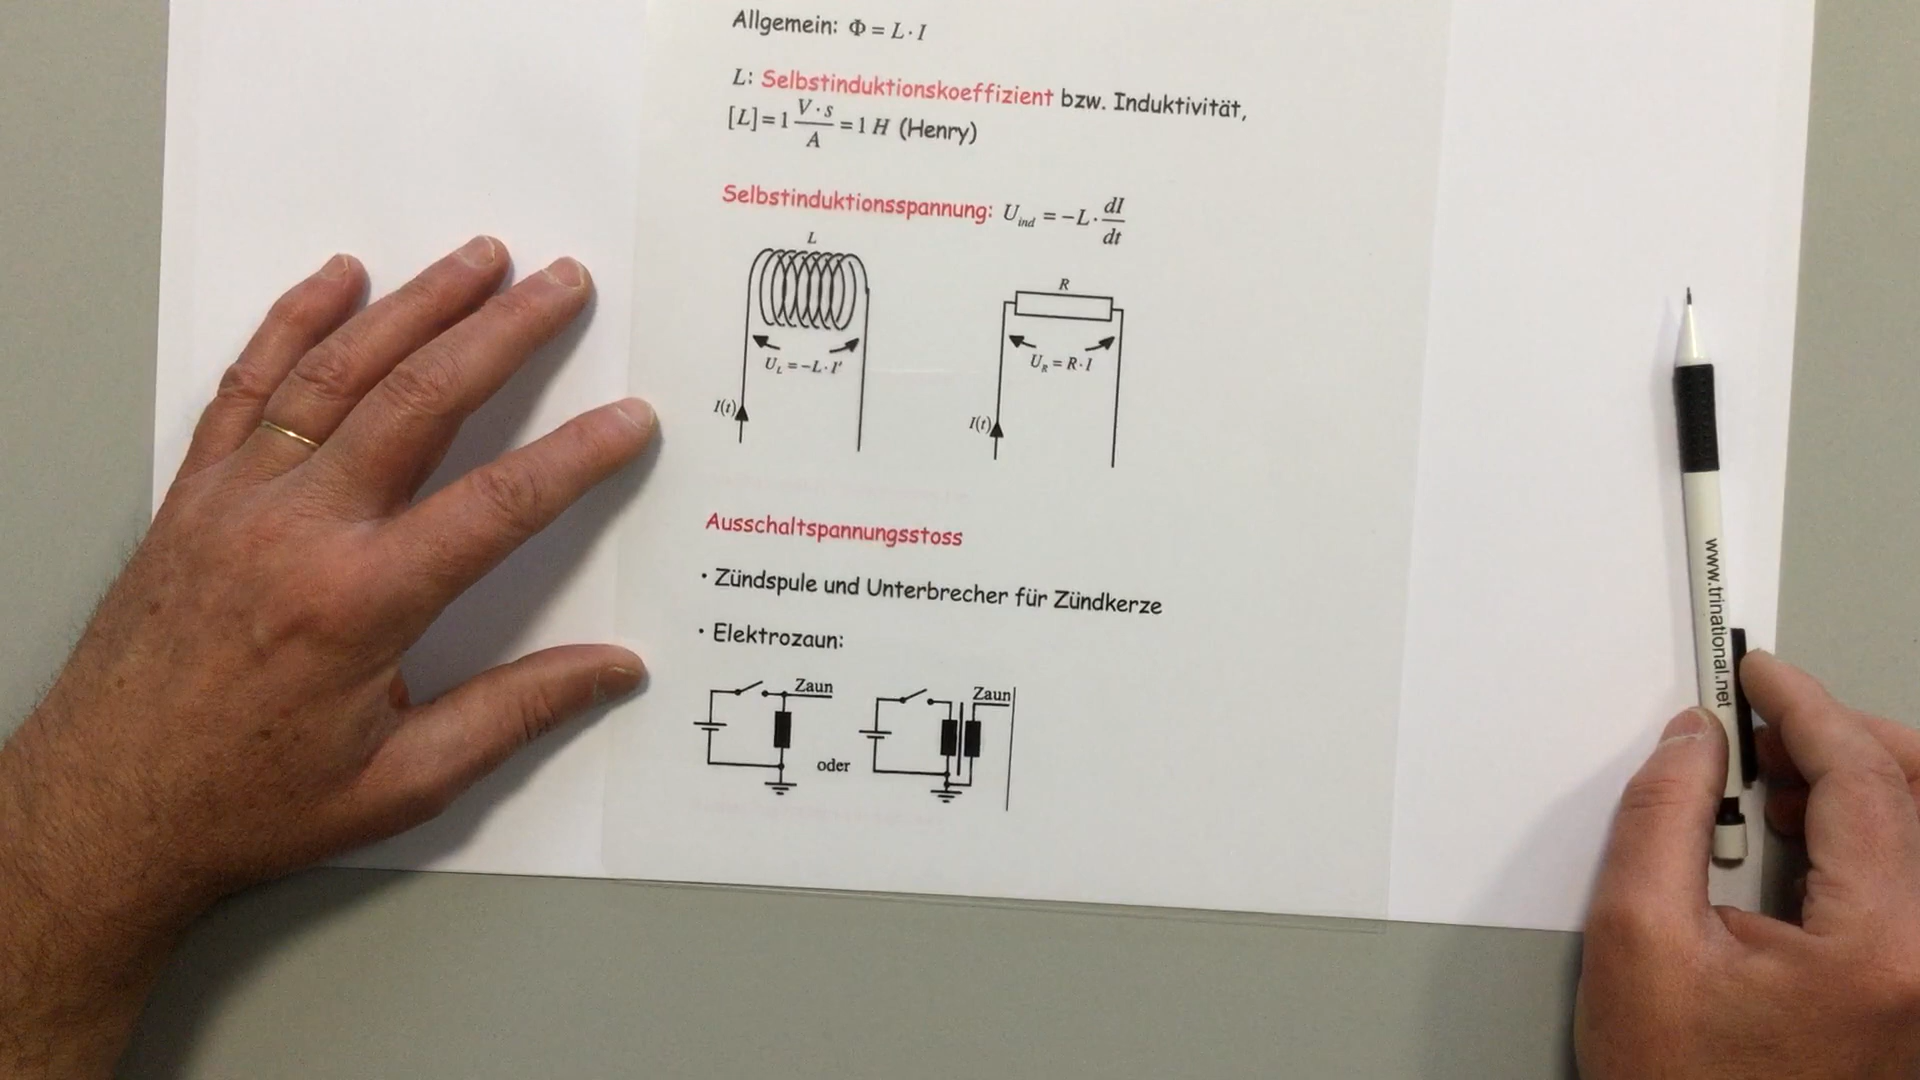 Allgemein: Φ = L · I
L: Selbstinduktionskoeffizient bzw. Induktivität,
[L] = 1 V·s/A = 1 H (Henry)
Selbstinduktionsspannung: U_ind = −L · dI/dt
L
R
U_L = −L · I'
U_R = R · I
I(t)
I(t)
Ausschaltspannungsstoss
· Zündspule und Unterbrecher für Zündkerze
· Elektrozaun:
Zaun
Zaun
oder
www.trinational.net